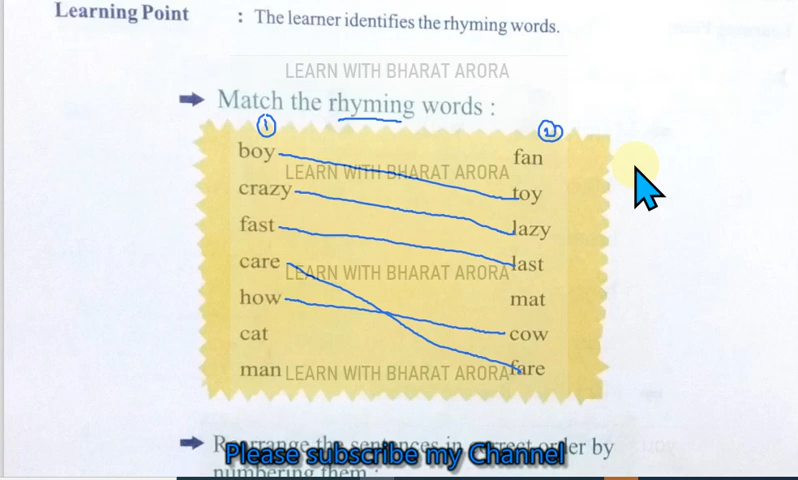 Learning Point : The learner identifies the rhyming words.
LEARN WITH BHARAT ARORA
Match the rhyming words :
1 2
boy fan
LEARN WITH BHARAT ARORA
crazy toy
fast lazy
care last
LEARN WITH BHARAT ARORA
how mat
cat cow
man fare
LEARN WITH BHARAT ARORA
Rearrange the sentences in correct order by
Please subscribe my Channel
numbering them :